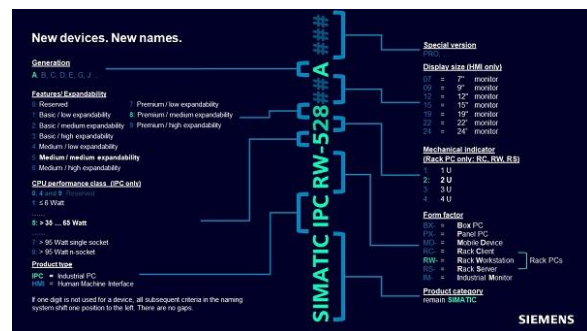 New devices. New names.
Generation
A, B, C, D, E, G, J ...
Features/ Expandability
0: Reserved
1: Basic / low expandability
2: Basic / medium expandability
3: Basic / high expandability
4: Medium / low expandability
5: Medium / medium expandability
6: Medium / high expandability
7: Premium / low expandability
8: Premium / medium expandability
9: Premium / high expandability
CPU performance class (IPC only)
0, 4 and 9: Reserved
1: ≤ 6 Watt
......
5: > 35 .... 65 Watt
......
7: > 95 Watt single socket
8: > 95 Watt n-socket
Product type
IPC = Industrial PC
HMI = Human Machine Interface
If one digit is not used for a device, all subsequent criteria in the naming
system shift one position to the left. There are no gaps.
SIMATIC IPC RW-528##A ####
Special version
PRO, ...
Display size (HMI only)
07 = 7" monitor
09 = 9" monitor
12 = 12" monitor
15 = 15" monitor
19 = 19" monitor
22 = 22" monitor
24 = 24" monitor
Mechanical indicator
(Rack PC only: RC, RW, RS)
1: 1 U
2: 2 U
3: 3 U
4: 4 U
Form factor
BX- = Box PC
PX- = Panel PC
MD- = Mobile Device
RC- = Rack Client
RW- = Rack Workstation
RS- = Rack Server
IM- = Industrial Monitor
Rack PCs
Product category
remain SIMATIC
SIEMENS